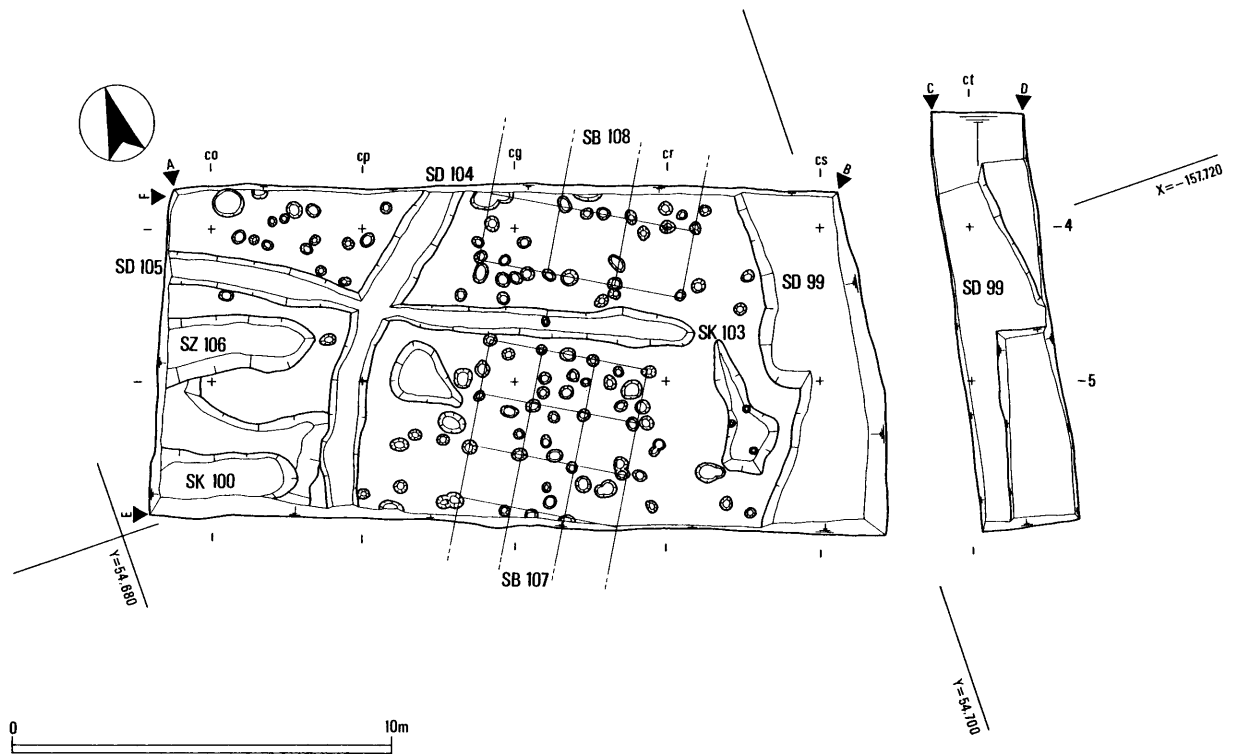 C
ct
D
SB 108
A
co
cp
SD 104
cg
cr
cs
B
F
X=-157,720
-4
SD 105
SD 99
SD 99
SK 103
SZ 106
-5
SK 100
E
Y=54,680
SB 107
Y=54,700
0
10m